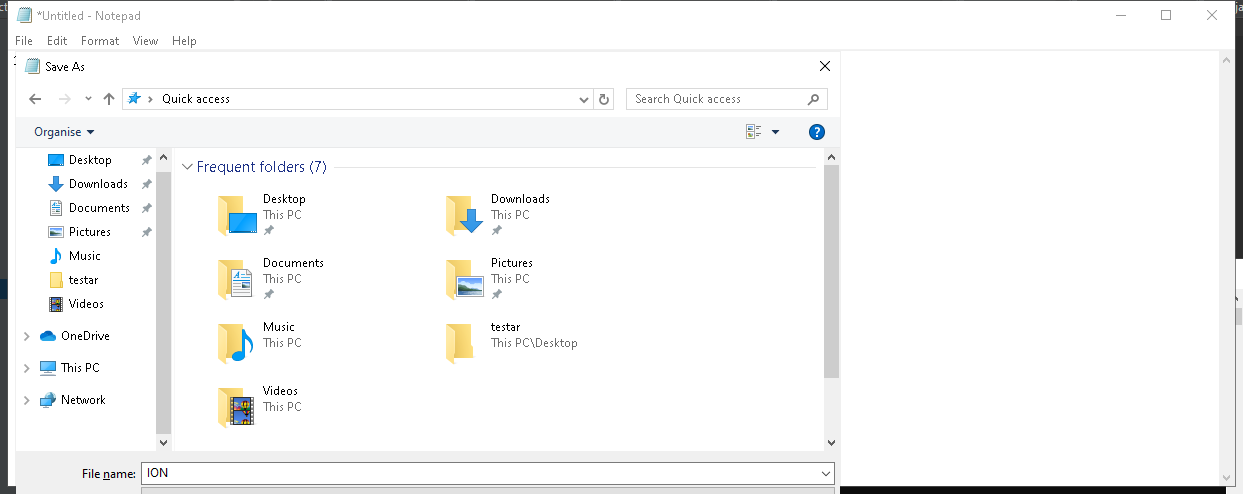 *Untitled - Notepad
File Edit Format View Help
Save As
Quick access
Search Quick access
Organise
Desktop
Downloads
Documents
Pictures
Music
testar
Videos
OneDrive
This PC
Network
Frequent folders (7)
Desktop
This PC
Downloads
This PC
Documents
This PC
Pictures
This PC
Music
This PC
testar
This PC\Desktop
Videos
This PC
File name: ION